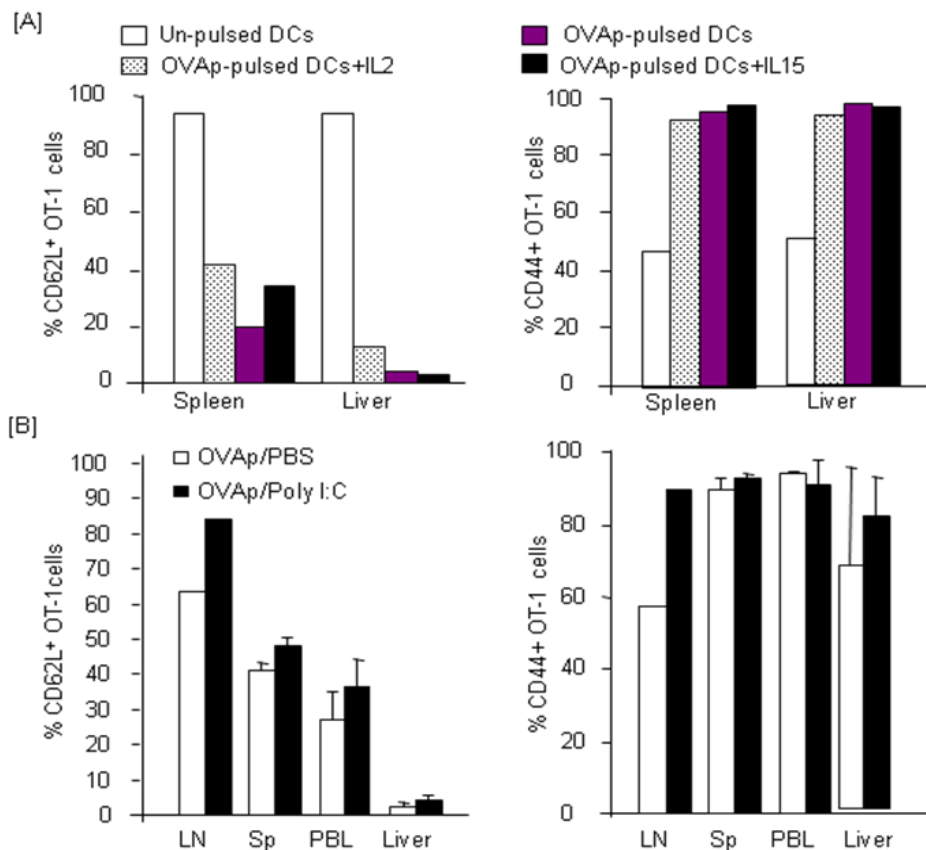 [A]
Un-pulsed DCs
OVAp-pulsed DCs+IL2
OVAp-pulsed DCs
OVAp-pulsed DCs+IL15
% CD62L+ OT-1 cells
100
80
60
40
20
0
Spleen Liver
% CD44+ OT-1 cells
100
80
60
40
20
0
Spleen Liver
[B]
OVAp/PBS
OVAp/Poly I:C
% CD62L+ OT-1cells
100
90
80
70
60
50
40
30
20
10
0
LN Sp PBL Liver
% CD44+ OT-1 cells
100
80
60
40
20
0
LN Sp PBL Liver